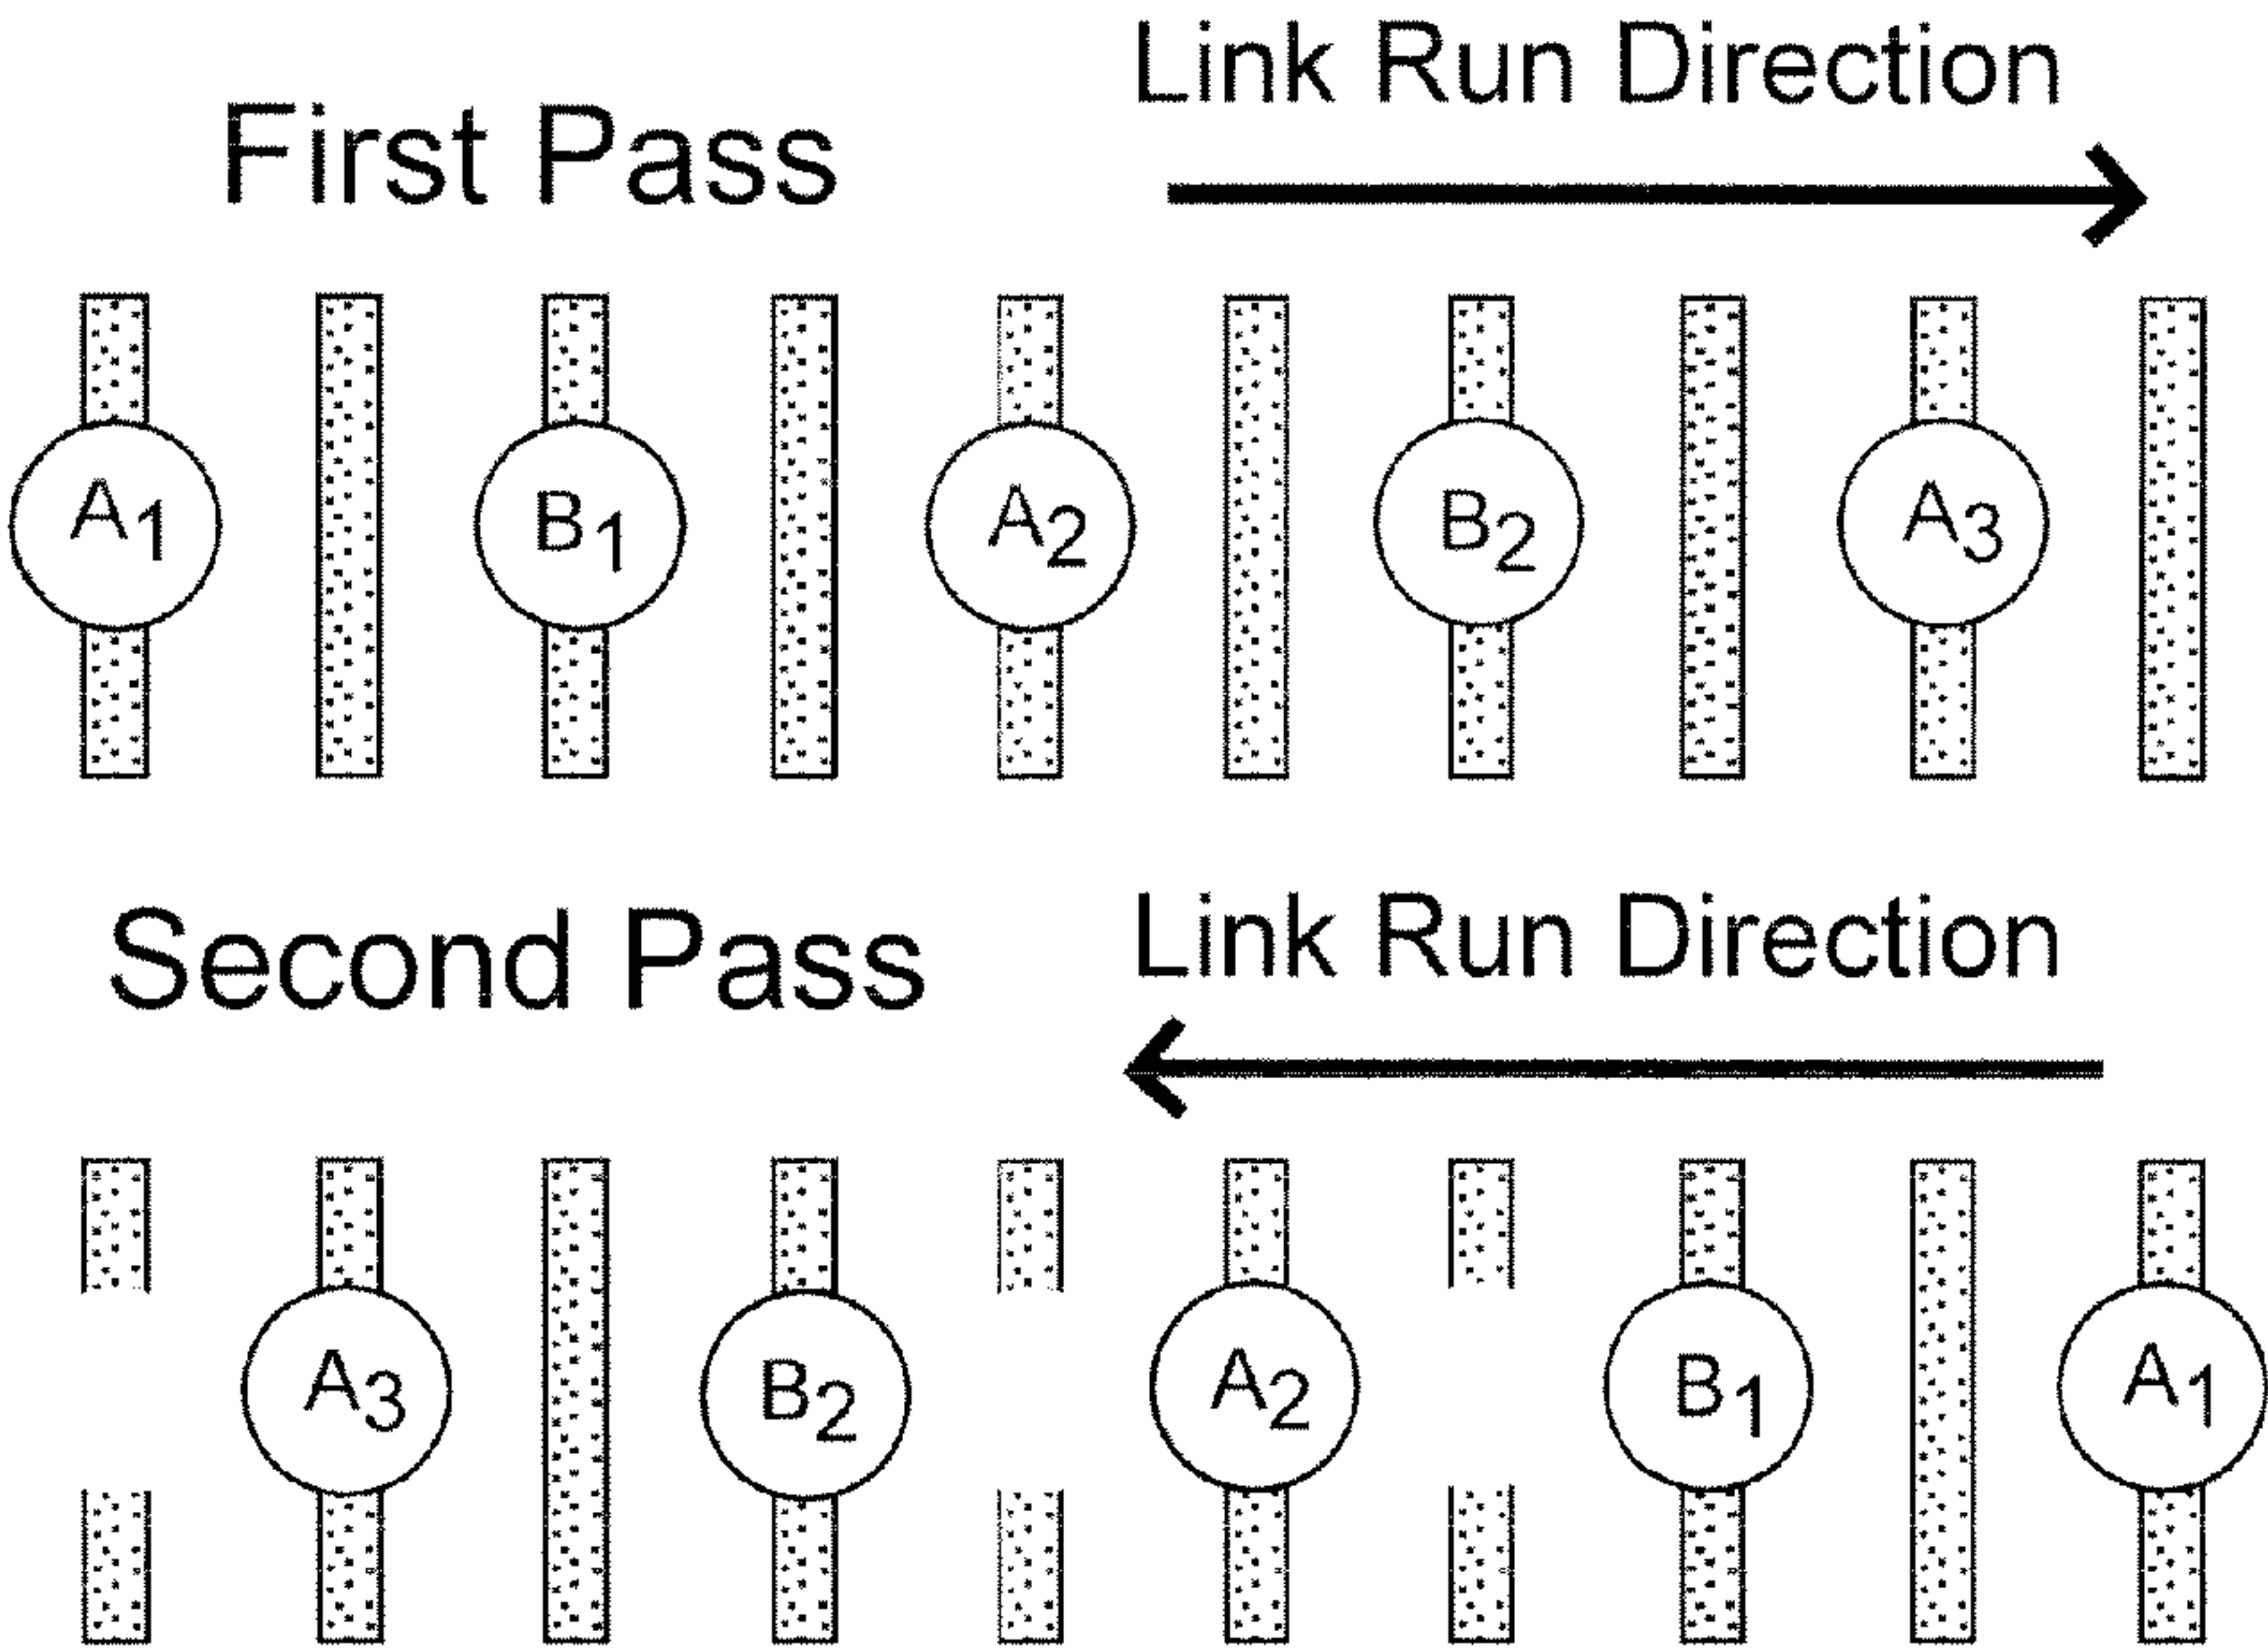 Link Run Direction
First Pass
A1 B1 A2 B2 A3
Link Run Direction
Second Pass
A3 B2 A2 B1 A1